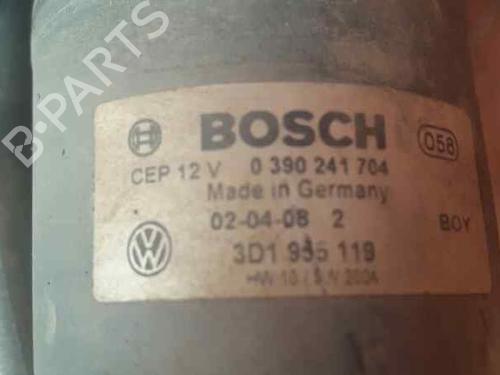 BOSCH
058
CEP 12 V 0 390 241 704
Made in Germany
02-04-08 2 BOY
3D1 955 119
B-PARTS